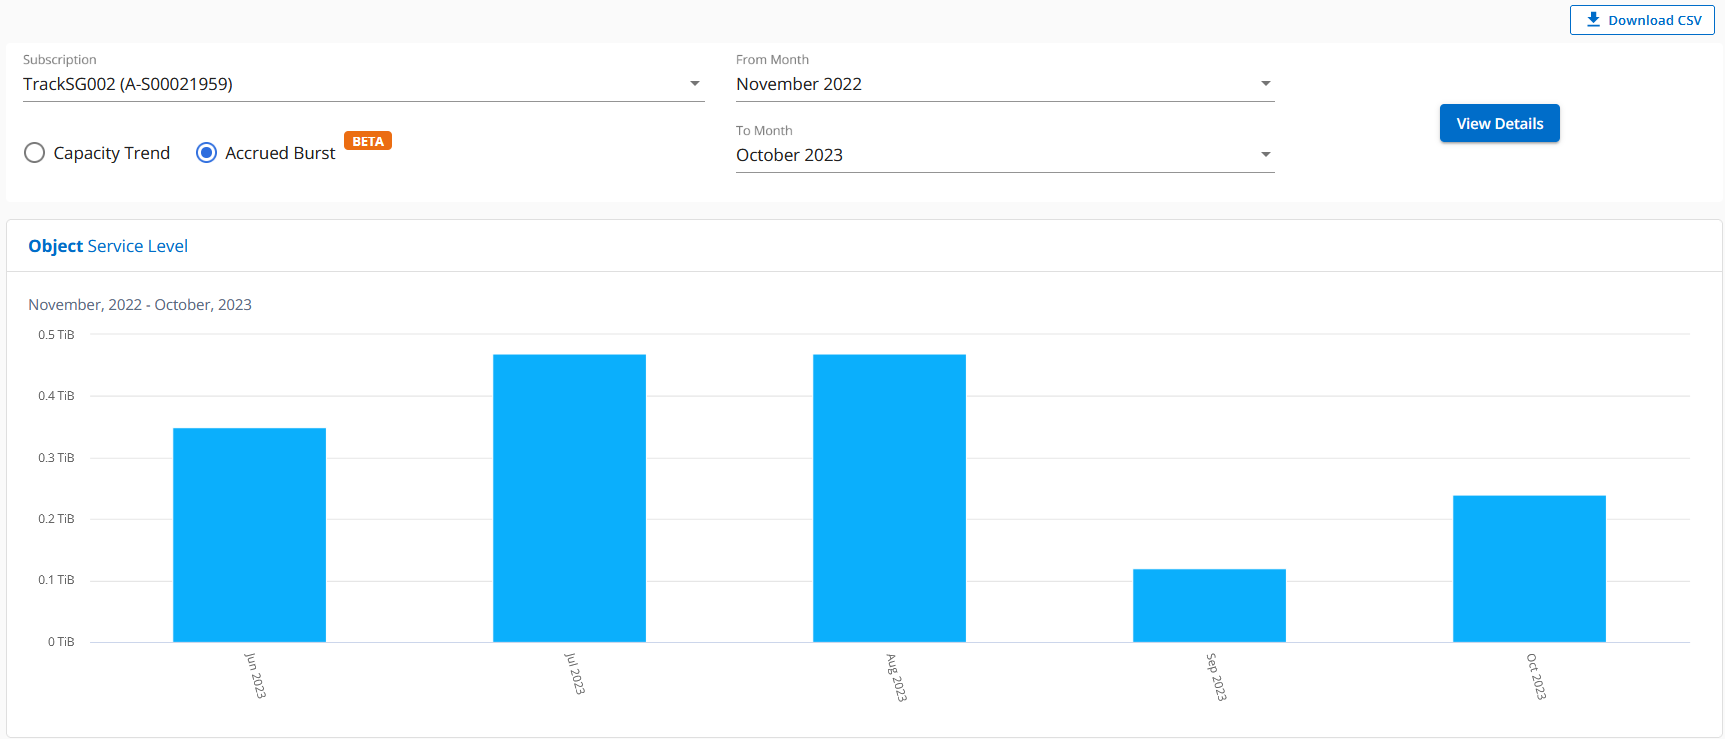 Download CSV
Subscription
TrackSG002 (A-S00021959)
From Month
November 2022
View Details
Capacity Trend
Accrued Burst
BETA
To Month
October 2023
Object Service Level
November, 2022 - October, 2023
0.5 TiB
0.4 TiB
0.3 TiB
0.2 TiB
0.1 TiB
0 TiB
Jun 2023
Jul 2023
Aug 2023
Sep 2023
Oct 2023